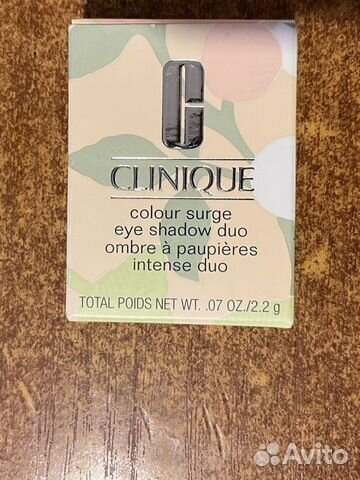 CLINIQUE
colour surge
eye shadow duo
ombre à paupières
intense duo
TOTAL POIDS NET WT. .07 OZ./2.2 g
Avito